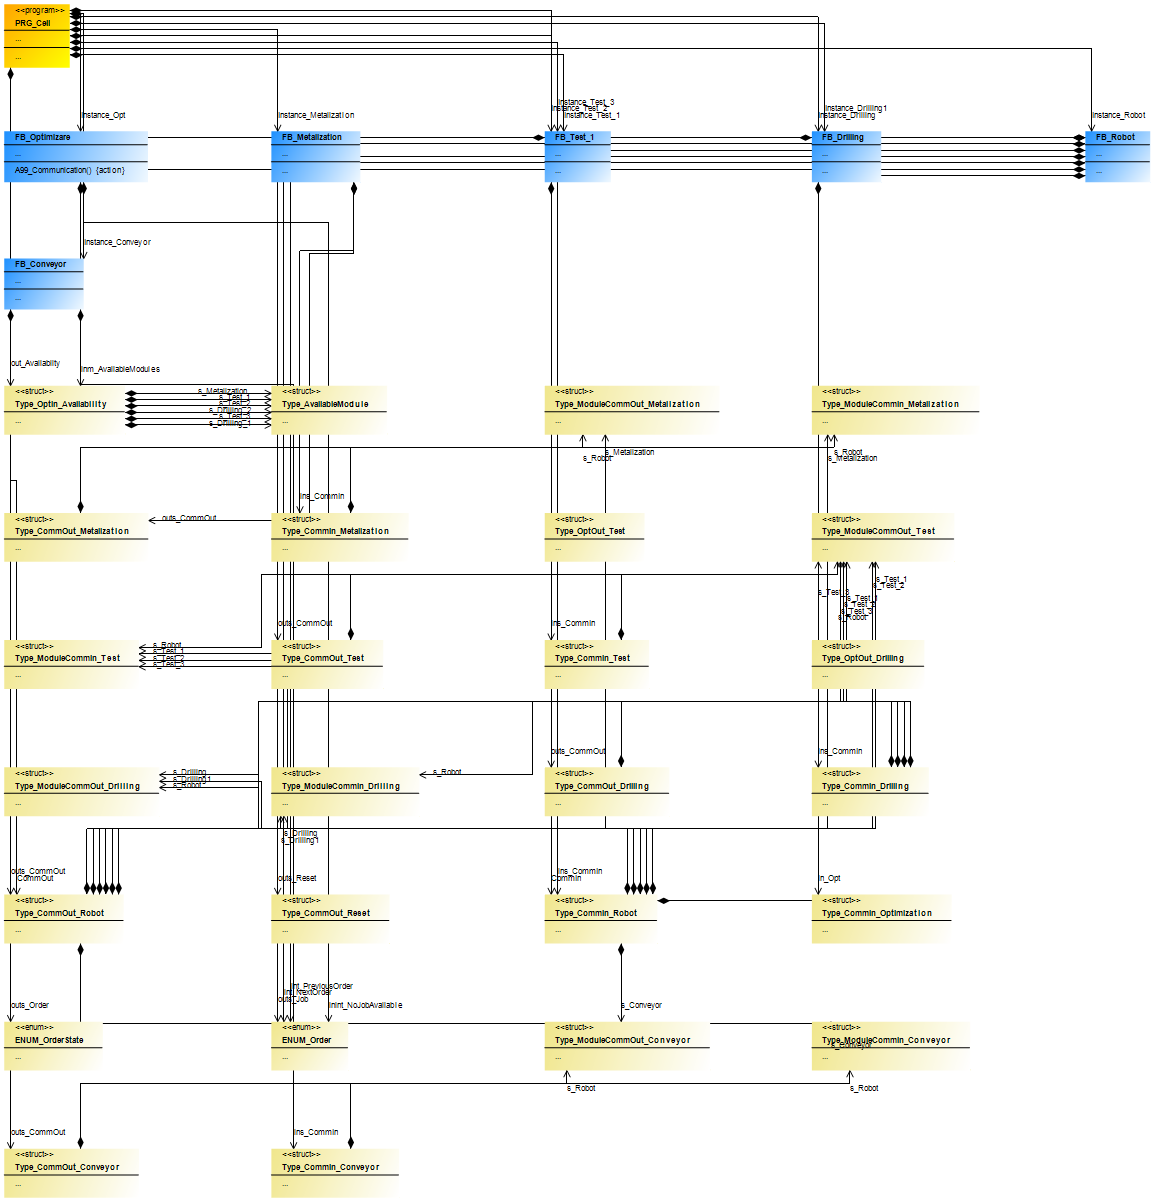 <<program>>
PRG_Cell
...
...
instance_Opt
instance_Metalization
instance_Test_3
instance_Test_2
instance_Test_1
instance_Drilling1
instance_Drilling
instance_Robot
FB_Optimizare
...
A99_Communication() {action}
FB_Metalization
...
...
FB_Test_1
...
...
FB_Drilling
...
...
FB_Robot
...
...
instance_Conveyor
FB_Conveyor
...
...
out_Availability
inm_AvailableModules
<<struct>>
Type_OptIn_Availability
...
s_Metalization
s_Test_1
s_Test_2
s_Drilling_2
s_Test_3
s_Drilling_1
<<struct>>
Type_AvailableModule
...
<<struct>>
Type_ModuleCommOut_Metalization
...
<<struct>>
Type_ModuleCommIn_Metalization
...
s_Metalization
s_Robot
s_Robot
s_Metalization
ins_CommIn
<<struct>>
Type_CommOut_Metalization
...
outs_CommOut
<<struct>>
Type_CommIn_Metalization
...
<<struct>>
Type_OptOut_Test
...
<<struct>>
Type_ModuleCommOut_Test
...
s_Test_1
s_Test_2
s_Test_3
s_Test_1
s_Test_2
s_Test_3
s_Robot
outs_CommOut
ins_CommIn
<<struct>>
Type_ModuleCommIn_Test
...
s_Robot
s_Test_1
s_Test_2
s_Test_3
<<struct>>
Type_CommOut_Test
...
<<struct>>
Type_CommIn_Test
...
<<struct>>
Type_OptOut_Drilling
...
outs_CommOut
ins_CommIn
<<struct>>
Type_ModuleCommOut_Drilling
...
s_Drilling
s_Drilling1
s_Robot
<<struct>>
Type_ModuleCommIn_Drilling
...
s_Robot
<<struct>>
Type_CommOut_Drilling
...
<<struct>>
Type_CommIn_Drilling
...
s_Drilling
s_Drilling1
outs_CommOut
CommOut
outs_Reset
ins_CommIn
CommIn
in_Opt
<<struct>>
Type_CommOut_Robot
...
<<struct>>
Type_CommOut_Reset
...
<<struct>>
Type_CommIn_Robot
...
<<struct>>
Type_CommIn_Optimization
...
outs_Order
int_PreviousOrder
int_NextOrder
outs_Job
inint_NoJobAvailable
s_Conveyor
<<enum>>
ENUM_OrderState
...
<<enum>>
ENUM_Order
...
<<struct>>
Type_ModuleCommOut_Conveyor
...
<<struct>>
Type_ModuleCommIn_Conveyor
s_Conveyor
...
s_Robot
s_Robot
outs_CommOut
ins_CommIn
<<struct>>
Type_CommOut_Conveyor
...
<<struct>>
Type_CommIn_Conveyor
...